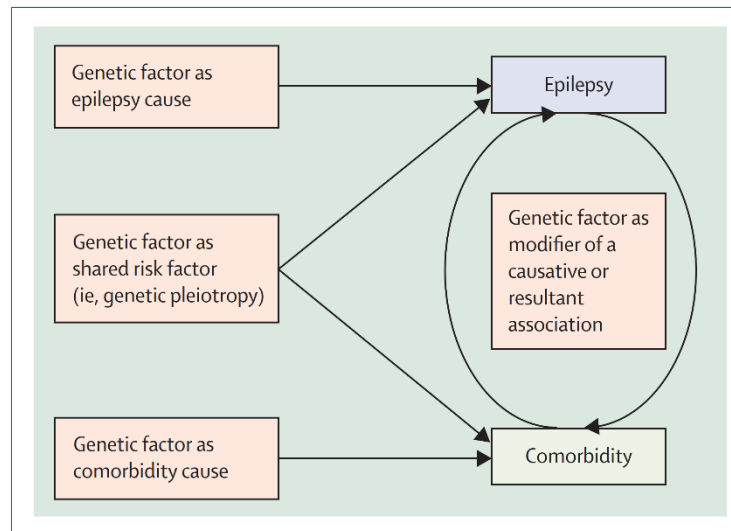 Genetic factor as
epilepsy cause
Epilepsy
Genetic factor as
shared risk factor
(ie, genetic pleiotropy)
Genetic factor as
modifier of a
causative or
resultant
association
Genetic factor as
comorbidity cause
Comorbidity